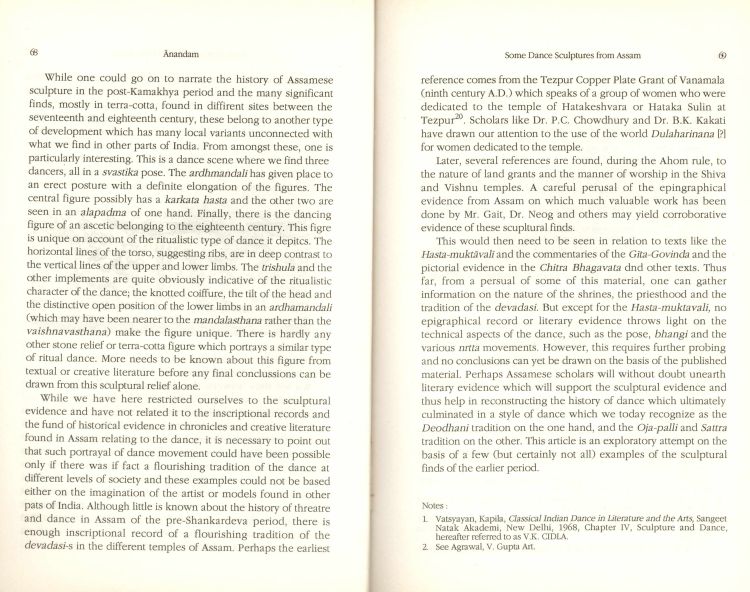 68
Ānandam
While one could go on to narrate the history of Assamese
sculpture in the post-Kamakhya period and the many significant
finds, mostly in terra-cotta, found in diffirent sites between the
seventeenth and eighteenth century, these belong to another type
of development which has many local variants unconnected with
what we find in other parts of India. From amongst these, one is
particularly interesting. This is a dance scene where we find three
dancers, all in a svastika pose. The ardhmandali has given place to
an erect posture with a definite elongation of the figures. The
central figure possibly has a karkata hasta and the other two are
seen in an alapadma of one hand. Finally, there is the dancing
figure of an ascetic belonging to the eighteenth century. This figre
is unique on account of the ritualistic type of dance it depitcs. The
horizontal lines of the torso, suggesting ribs, are in deep contrast to
the vertical lines of the upper and lower limbs. The trishula and the
other implements are quite obviously indicative of the ritualistic
character of the dance; the knotted coiffure, the tilt of the head and
the distinctive open position of the lower limbs in an ardhamandali
(which may have been nearer to the mandalasthana rather than the
vaishnavasthana) make the figure unique. There is hardly any
other stone relief or terra-cotta figure which portrays a similar type
of ritual dance. More needs to be known about this figure from
textual or creative literature before any final conclussions can be
drawn from this sculptural relief alone.
While we have here restricted ourselves to the sculptural
evidence and have not related it to the inscriptional records and
the fund of historical evidence in chronicles and creative literature
found in Assam relating to the dance, it is necessary to point out
that such portrayal of dance movement could have been possible
only if there was if fact a flourishing tradition of the dance at
different levels of society and these examples could not be based
either on the imagination of the artist or models found in other
pats of India. Although little is known about the history of threatre
and dance in Assam of the pre-Shankardeva period, there is
enough inscriptional record of a flourishing tradition of the
devadasi-s in the different temples of Assam. Perhaps the earliest
Some Dance Sculptures from Assam
69
reference comes from the Tezpur Copper Plate Grant of Vanamala
(ninth century A.D.) which speaks of a group of women who were
dedicated to the temple of Hatakeshvara or Hataka Sulin at
Tezpur20. Scholars like Dr. P.C. Chowdhury and Dr. B.K. Kakati
have drawn our attention to the use of the world Dulaharinana [?]
for women dedicated to the temple.
Later, several references are found, during the Ahom rule, to
the nature of land grants and the manner of worship in the Shiva
and Vishnu temples. A careful perusal of the epingraphical
evidence from Assam on which much valuable work has been
done by Mr. Gait, Dr. Neog and others may yield corroborative
evidence of these scupltural finds.
This would then need to be seen in relation to texts like the
Hasta-muktāvali and the commentaries of the Gita-Govinda and the
pictorial evidence in the Chitra Bhagavata dnd other texts. Thus
far, from a persual of some of this material, one can gather
information on the nature of the shrines, the priesthood and the
tradition of the devadasi. But except for the Hasta-muktavali, no
epigraphical record or literary evidence throws light on the
technical aspects of the dance, such as the pose, bhangi and the
various nrtta movements. However, this requires further probing
and no conclusions can yet be drawn on the basis of the published
material. Perhaps Assamese scholars will without doubt unearth
literary evidence which will support the sculptural evidence and
thus help in reconstructing the history of dance which ultimately
culminated in a style of dance which we today recognize as the
Deodhani tradition on the one hand, and the Oja-palli and Sattra
tradition on the other. This article is an exploratory attempt on the
basis of a few (but certainly not all) examples of the sculptural
finds of the earlier period.
Notes :
1. Vatsyayan, Kapila, Classical Indian Dance in Literature and the Arts, Sangeet
Natak Akademi, New Delhi, 1968, Chapter IV, Sculpture and Dance,
hereafter referred to as V.K. CIDLA.
2. See Agrawal, V. Gupta Art.